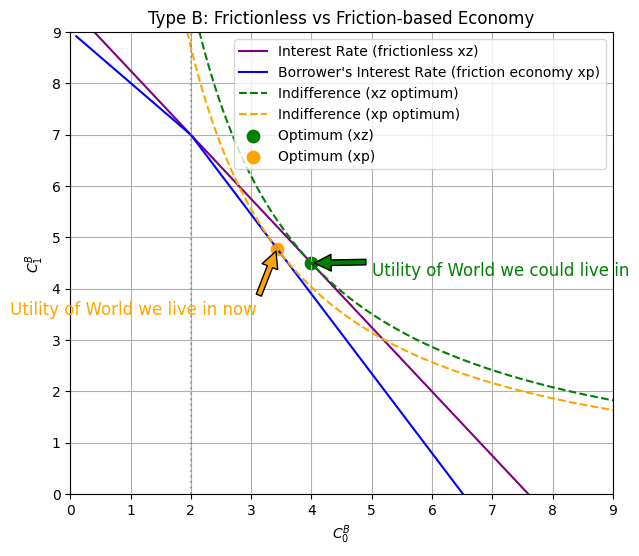 Type B: Frictionless vs Friction-based Economy
Interest Rate (frictionless xz)
Borrower's Interest Rate (friction economy xp)
Indifference (xz optimum)
Indifference (xp optimum)
Optimum (xz)
Optimum (xp)
Utility of World we could live in
Utility of World we live in now
9
8
7
6
5
4
3
2
1
0
C_1^B
0 1 2 3 4 5 6 7 8 9
C_0^B